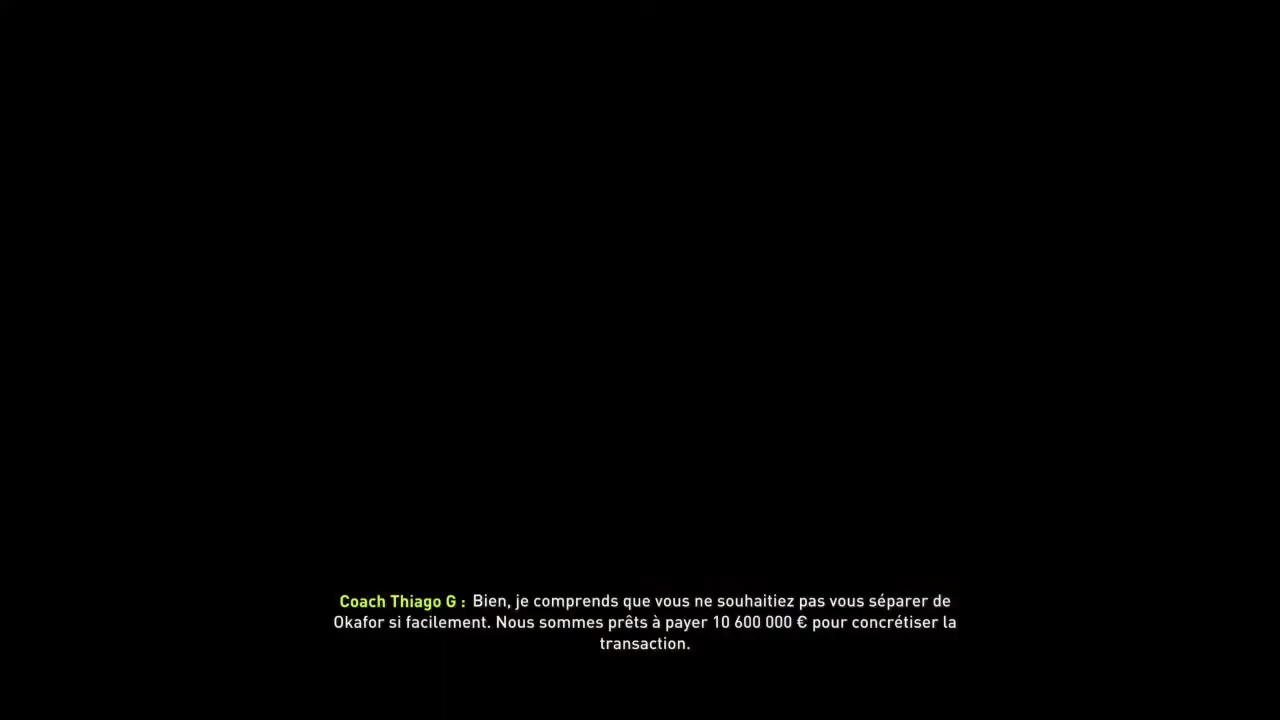 Coach Thiago G : Bien, je comprends que vous ne souhaitiez pas vous séparer de
Okafor si facilement. Nous sommes prêts à payer 10 600 000 € pour concrétiser la
transaction.